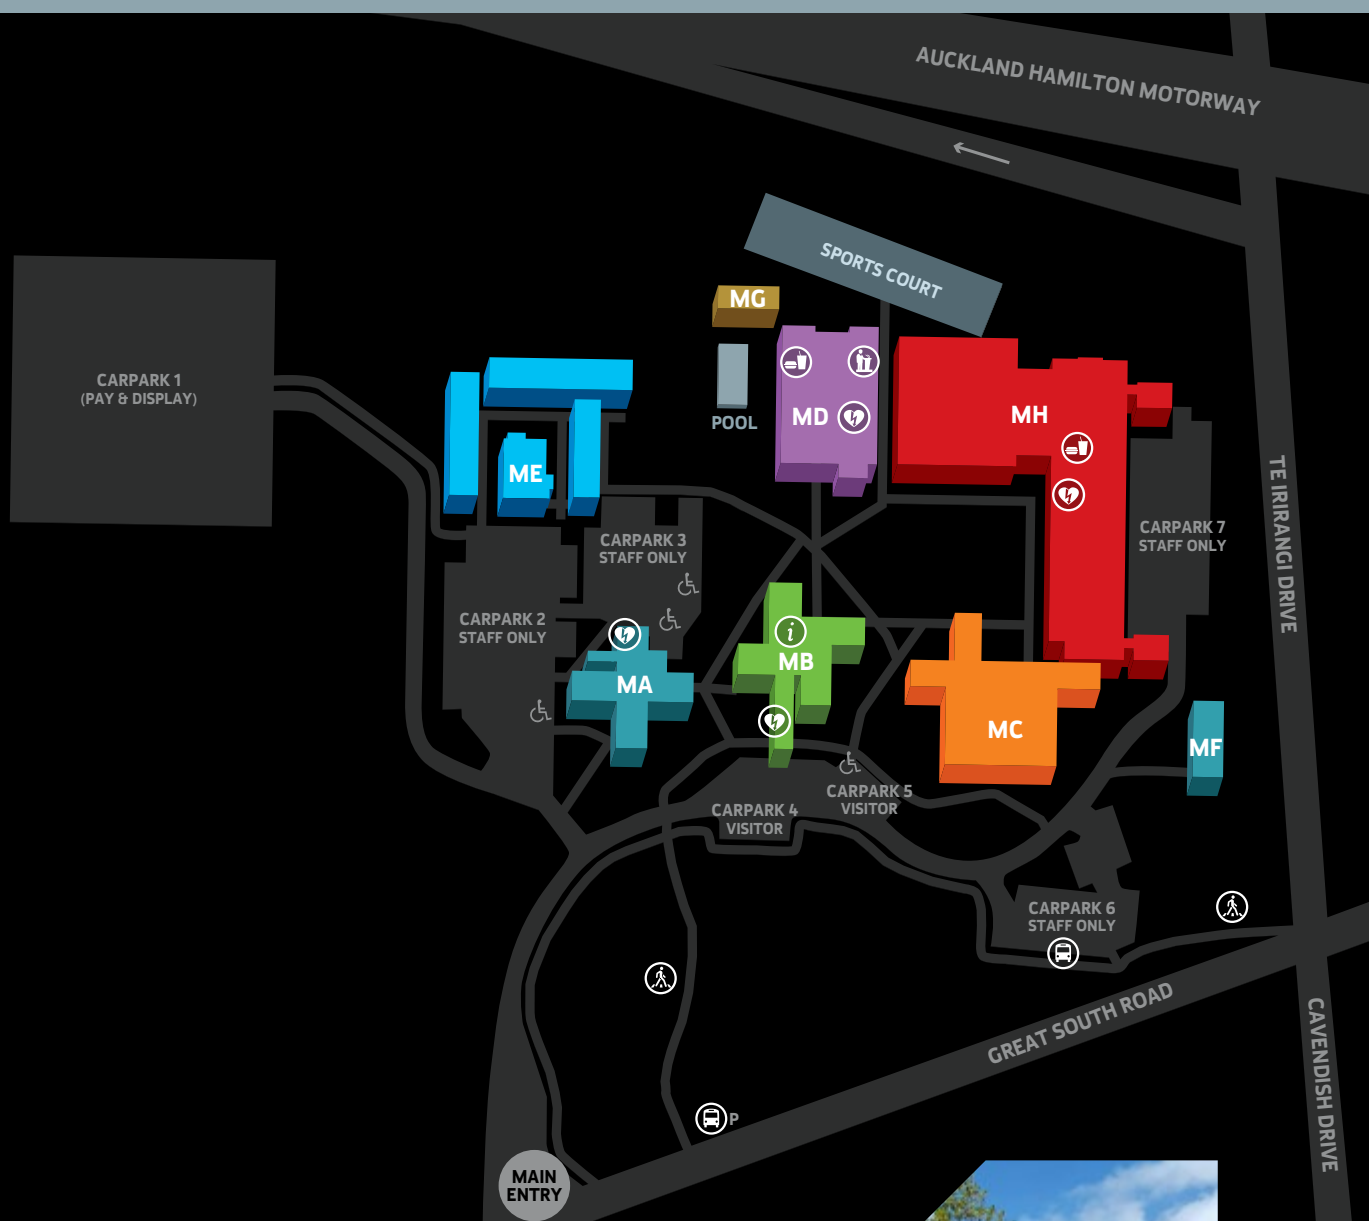 AUCKLAND HAMILTON MOTORWAY
SPORTS COURT
MG
CARPARK 1
(PAY & DISPLAY)
POOL
MD
MH
ME
TE IRIRANGI DRIVE
CARPARK 3
STAFF ONLY
CARPARK 7
STAFF ONLY
CARPARK 2
STAFF ONLY
i
MB
MA
MC
MF
CARPARK 5
VISITOR
CARPARK 4
VISITOR
CARPARK 6
STAFF ONLY
GREAT SOUTH ROAD
CAVENDISH DRIVE
P
MAIN
ENTRY